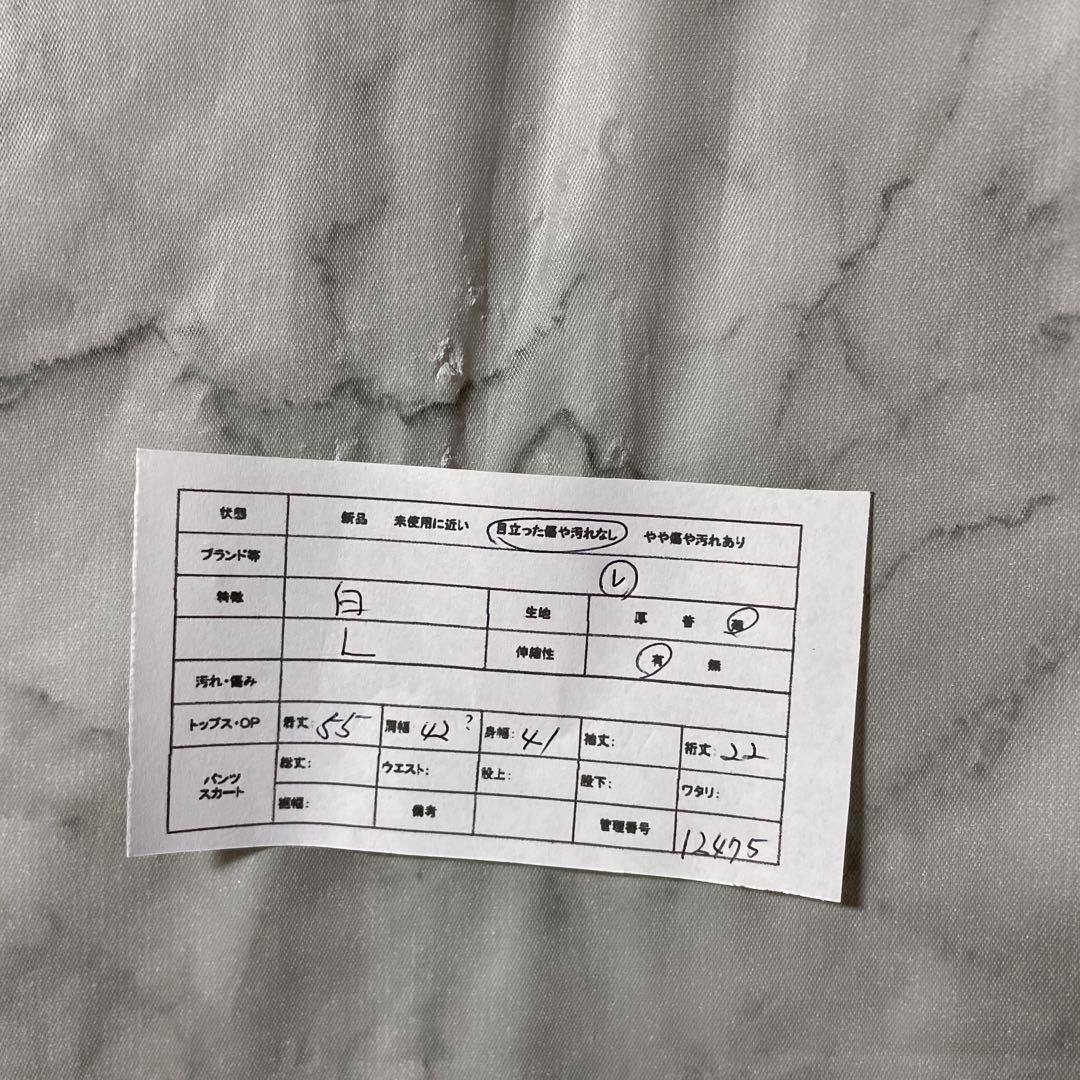 状態 新品 未使用に近い 目立った傷や汚れなし やや傷や汚れあり
ブランド等 レ
特徴 白 生地 厚 普 薄
L 伸縮性 有 無
汚れ・傷み
トップス・OP 着丈: 55 肩幅 42? 身幅: 41 袖丈: 裄丈: 22
パンツ スカート 総丈: ウエスト: 股上: 股下: ワタリ:
裾幅: 備考 管理番号 12475